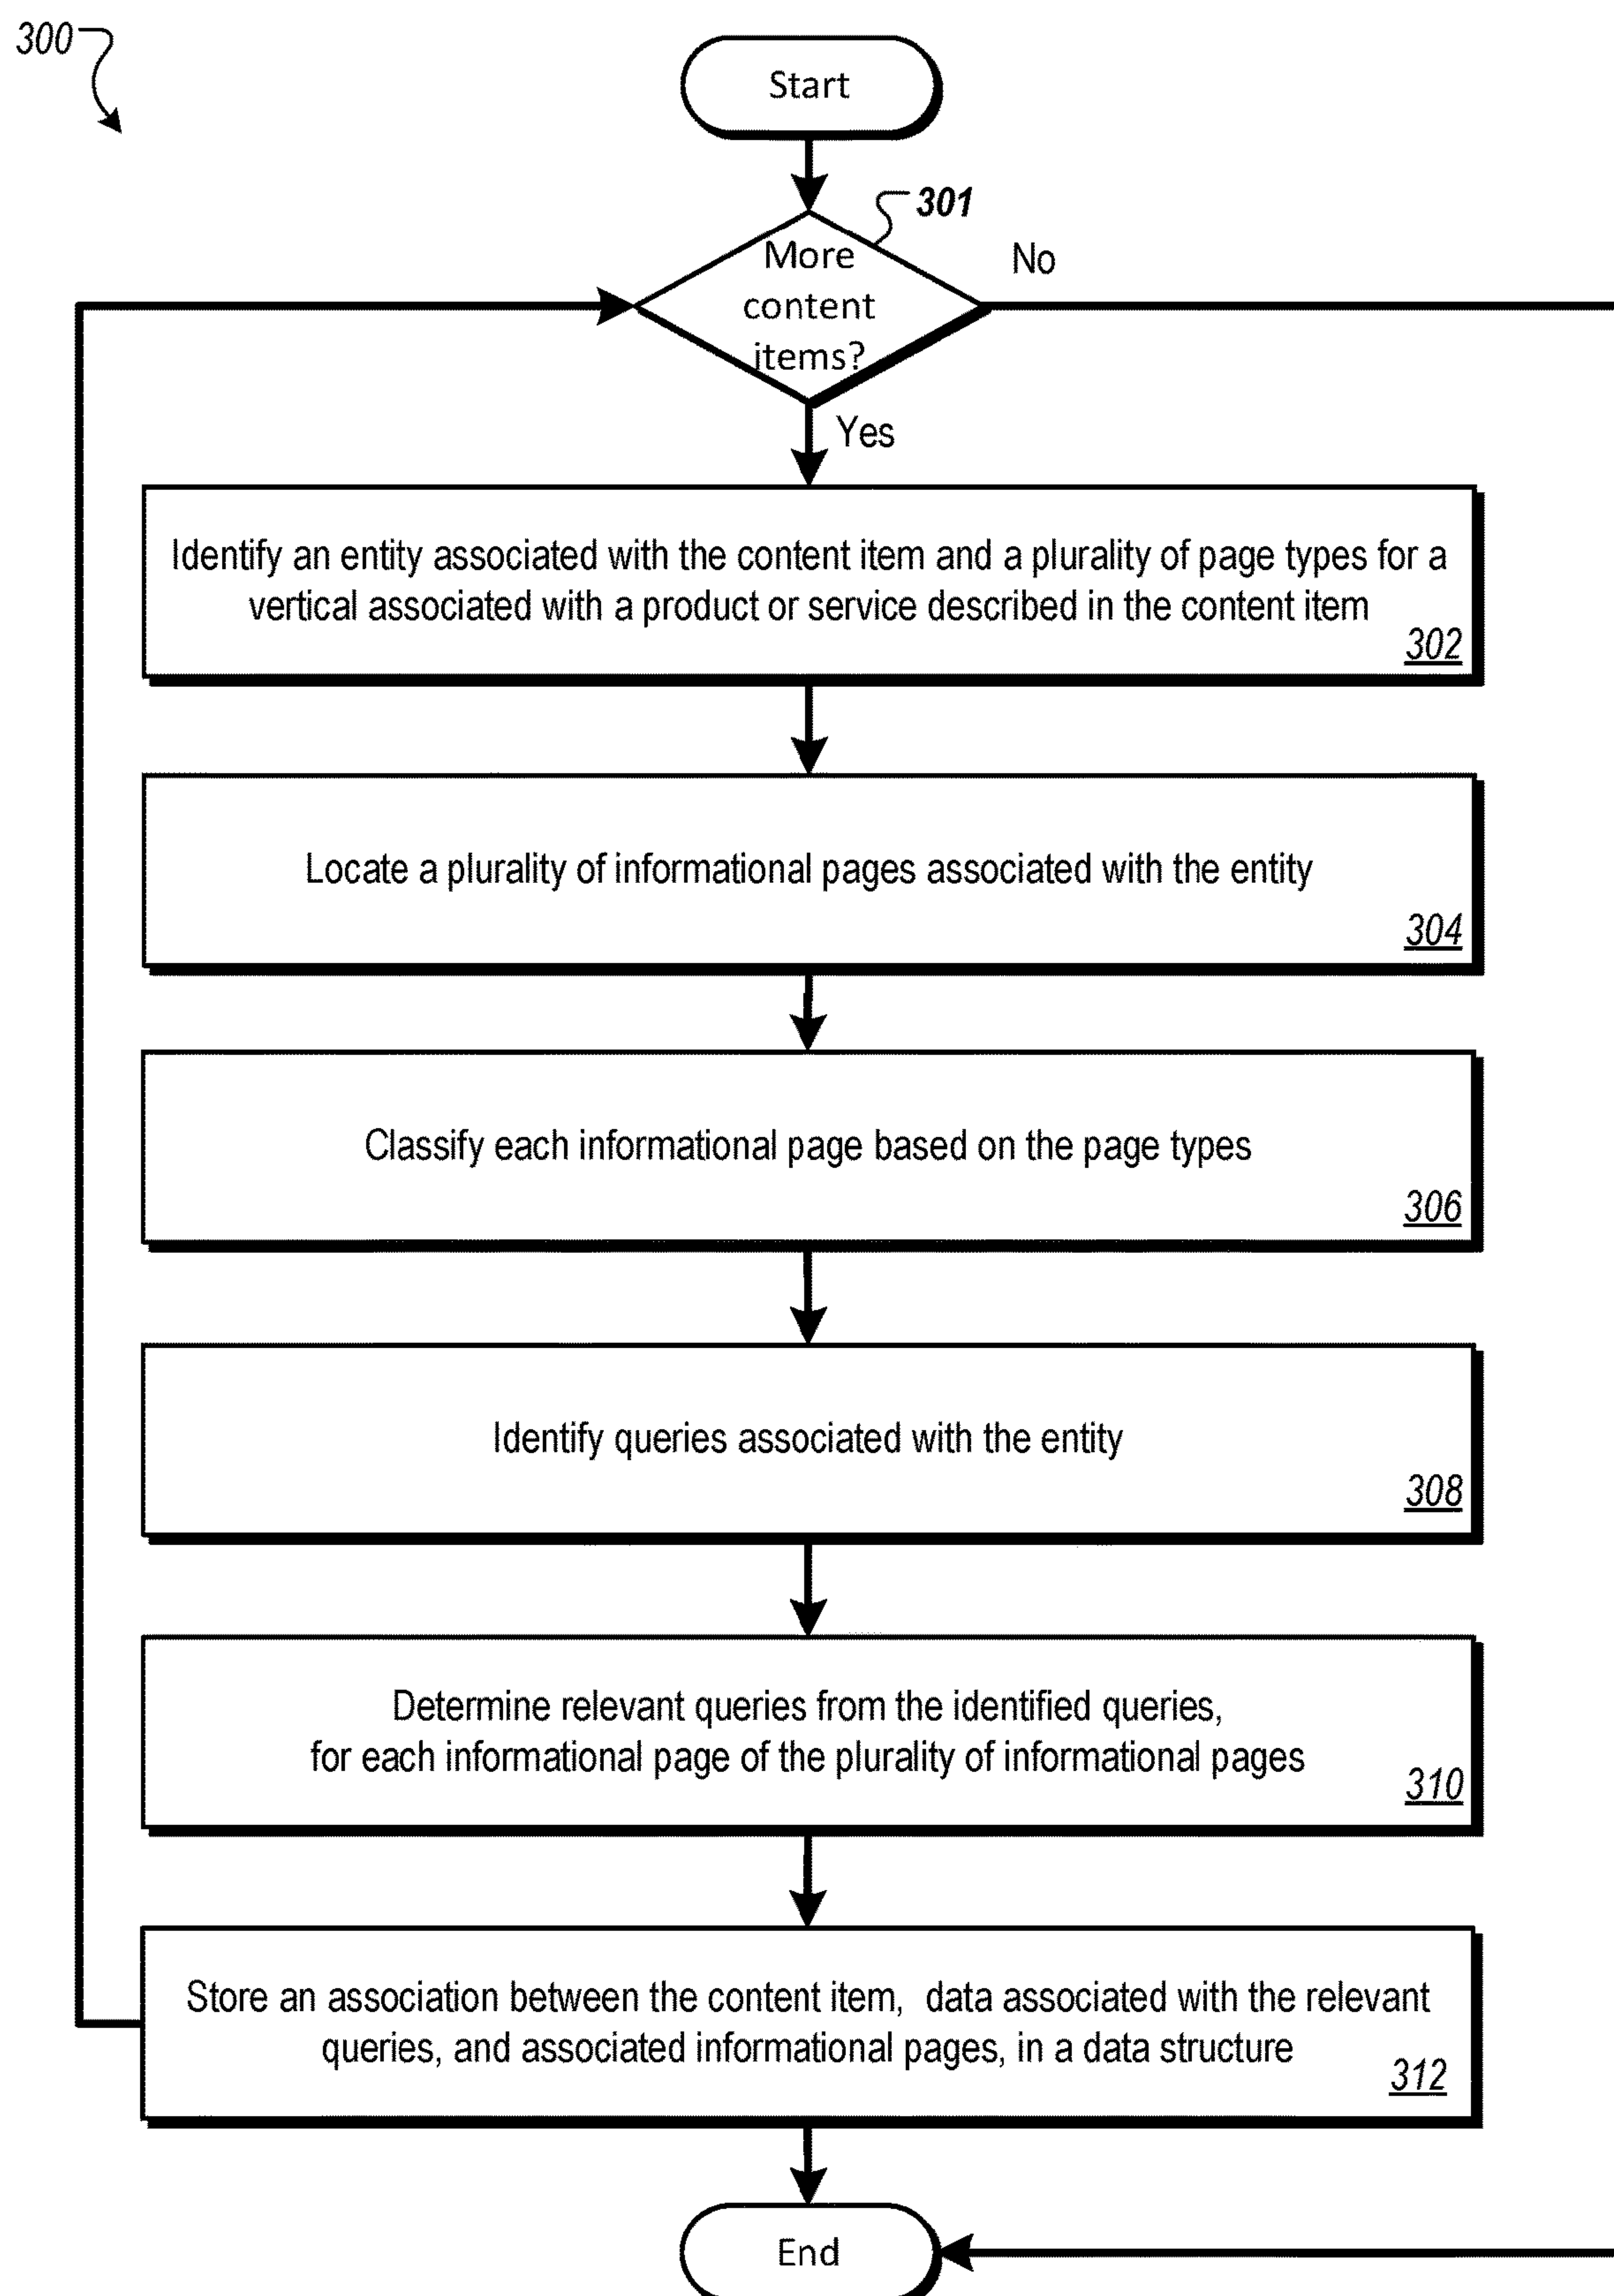 300
Start
301
More
content
items?
No
Yes
Identify an entity associated with the content item and a plurality of page types for a
vertical associated with a product or service described in the content item
302
Locate a plurality of informational pages associated with the entity
304
Classify each informational page based on the page types
306
Identify queries associated with the entity
308
Determine relevant queries from the identified queries,
for each informational page of the plurality of informational pages
310
Store an association between the content item, data associated with the relevant
queries, and associated informational pages, in a data structure
312
End